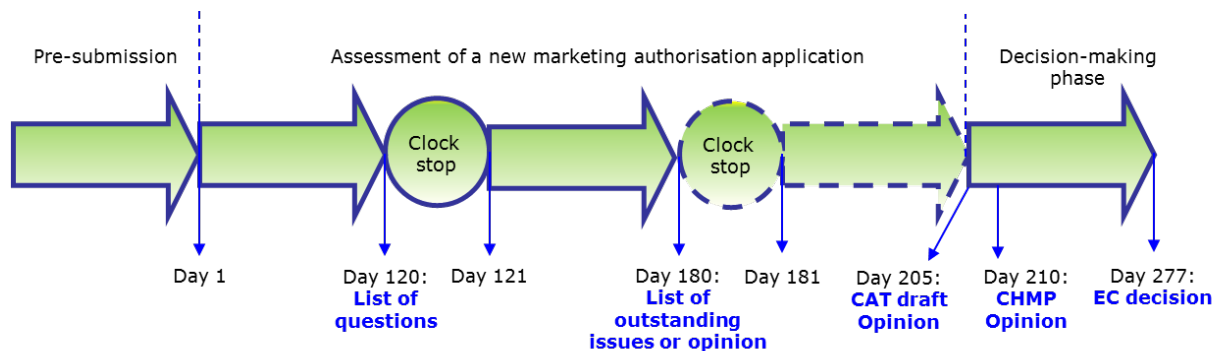 Pre-submission
Assessment of a new marketing authorisation application
Decision-making
phase
Clock
stop
Clock
stop
Day 1
Day 120:
List of
questions
Day 121
Day 180:
List of
outstanding
issues or opinion
Day 181
Day 205:
CAT draft
Opinion
Day 210:
CHMP
Opinion
Day 277:
EC decision